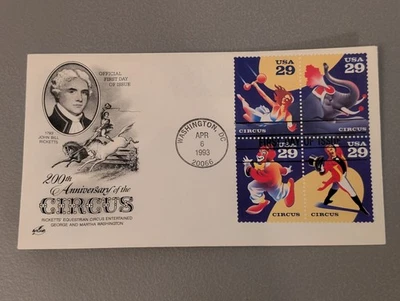 OFFICIAL
FIRST DAY
OF ISSUE
1793
JOHN BILL
RICKETTS
200th
Anniversary of the
CIRCUS
RICKETTS' EQUESTRIAN CIRCUS ENTERTAINED
GEORGE AND MARTHA WASHINGTON.
WASHINGTON, DC
APR
6
1993
20066
USA
29
CIRCUS
USA
29
CIRCUS
OF
USA
29
CIRCUS
USA
29
CIRCUS